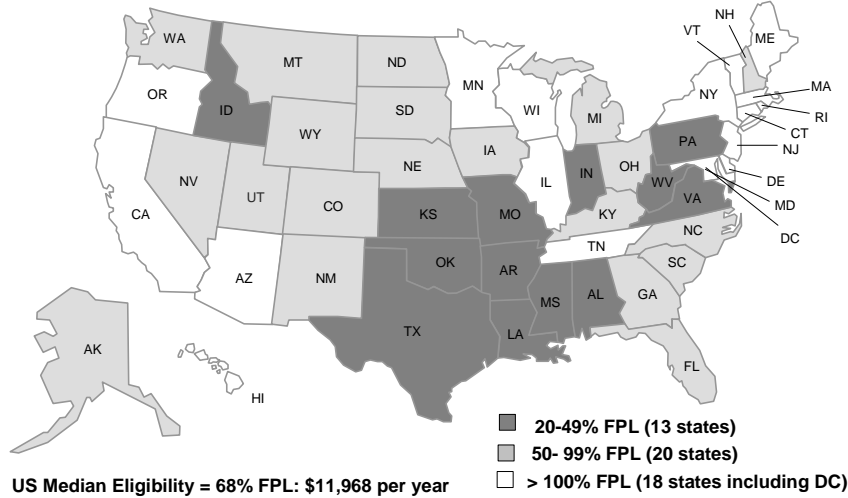 NH
WA
VT
ME
MT
ND
MN
OR
MA
NY
ID
WI
SD
RI
MI
WY
CT
PA
IA
NJ
NE
OH
IN
NV
IL
DE
WV
UT
VA
CO
MD
CA
KS
MO
KY
NC
DC
TN
OK
SC
AZ
NM
AR
GA
MS
AL
TX
LA
AK
FL
HI
20-49% FPL (13 states)
50- 99% FPL (20 states)
> 100% FPL (18 states including DC)
US Median Eligibility = 68% FPL: $11,968 per year